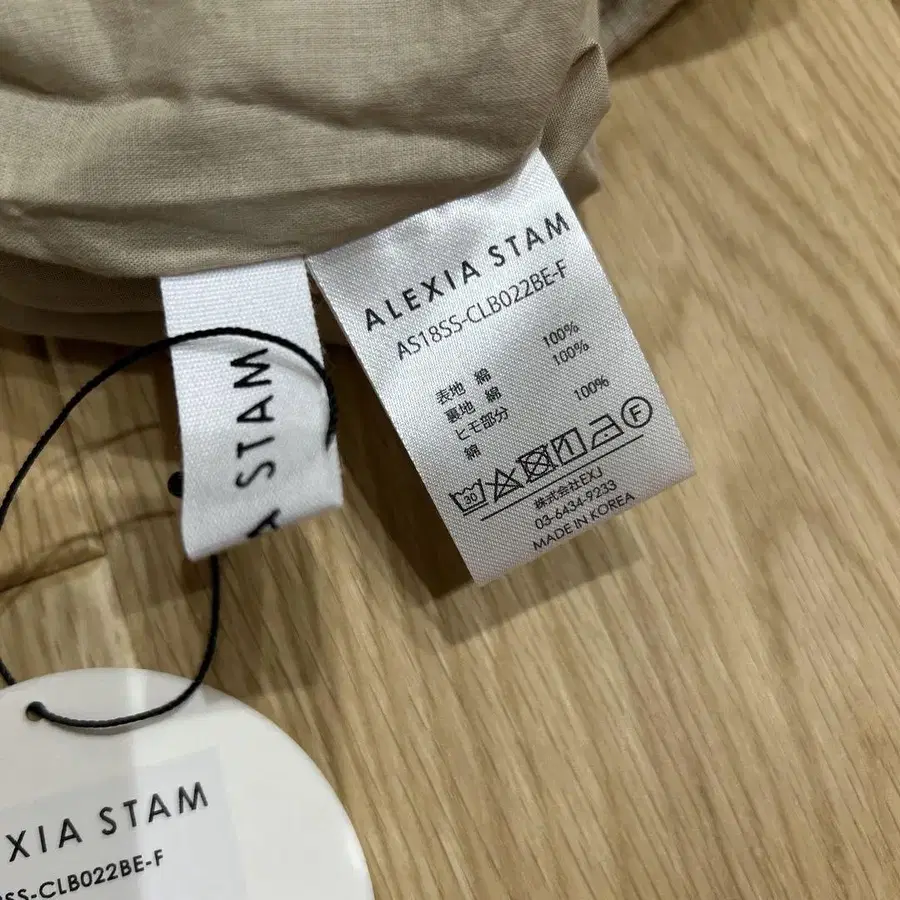 ALEXIA STAM
AS18SS-CLB022BE-F
表地 綿 100%
裏地 綿 100%
ヒモ部分
綿 100%
30
F
株式会社EXJ
03-6434-9233
MADE IN KOREA
A STAM
XIA STAM
SS-CLB022BE-F